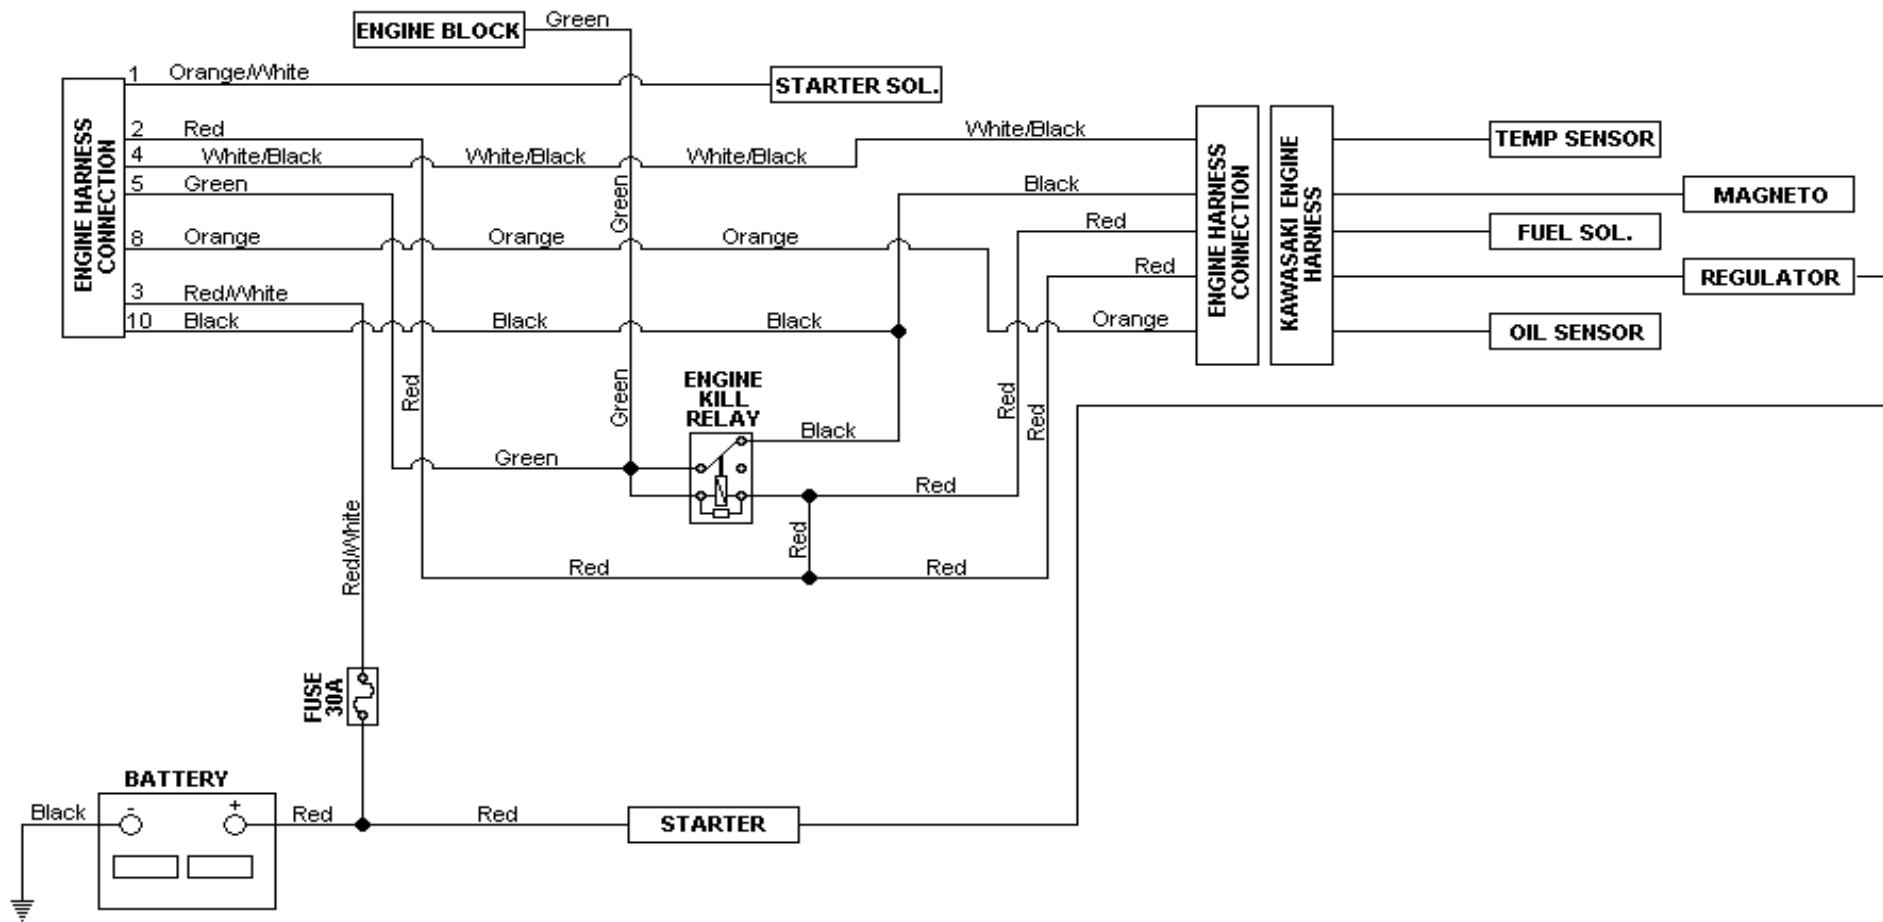 ENGINE BLOCK
Green
1
Orange/White
STARTER SOL.
2
Red
White/Black
TEMP SENSOR
4
White/Black
White/Black
White/Black
5
Green
Green
Black
MAGNETO
Red
FUEL SOL.
8
Orange
Orange
Orange
ENGINE HARNESS
CONNECTION
ENGINE HARNESS
CONNECTION
KAWASAKI ENGINE
HARNESS
Red
REGULATOR
3
Red/White
10
Black
Black
Black
Orange
OIL SENSOR
Red
Green
ENGINE
KILL
RELAY
Red
Red
Black
Green
Red
Red/White
Red
Red
Red
FUSE
30A
BATTERY
-
+
Black
Red
Red
STARTER